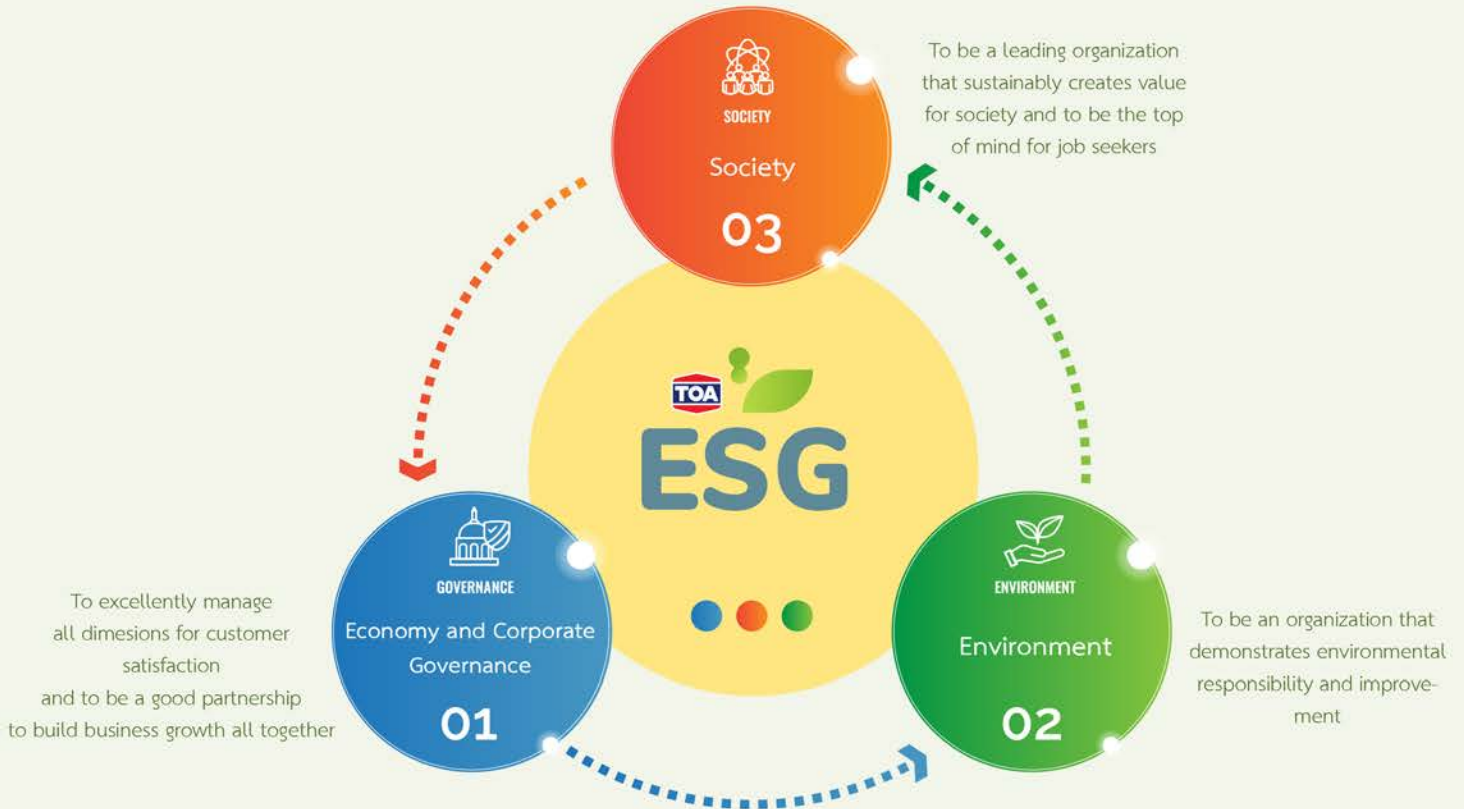 SOCIETY
Society
03
To be a leading organization
that sustainably creates value
for society and to be the top
of mind for job seekers
TOA
ESG
GOVERNANCE
Economy and Corporate
Governance
01
To excellently manage
all dimesions for customer
satisfaction
and to be a good partnership
to build business growth all together
ENVIRONMENT
Environment
02
To be an organization that
demonstrates environmental
responsibility and improve-
ment